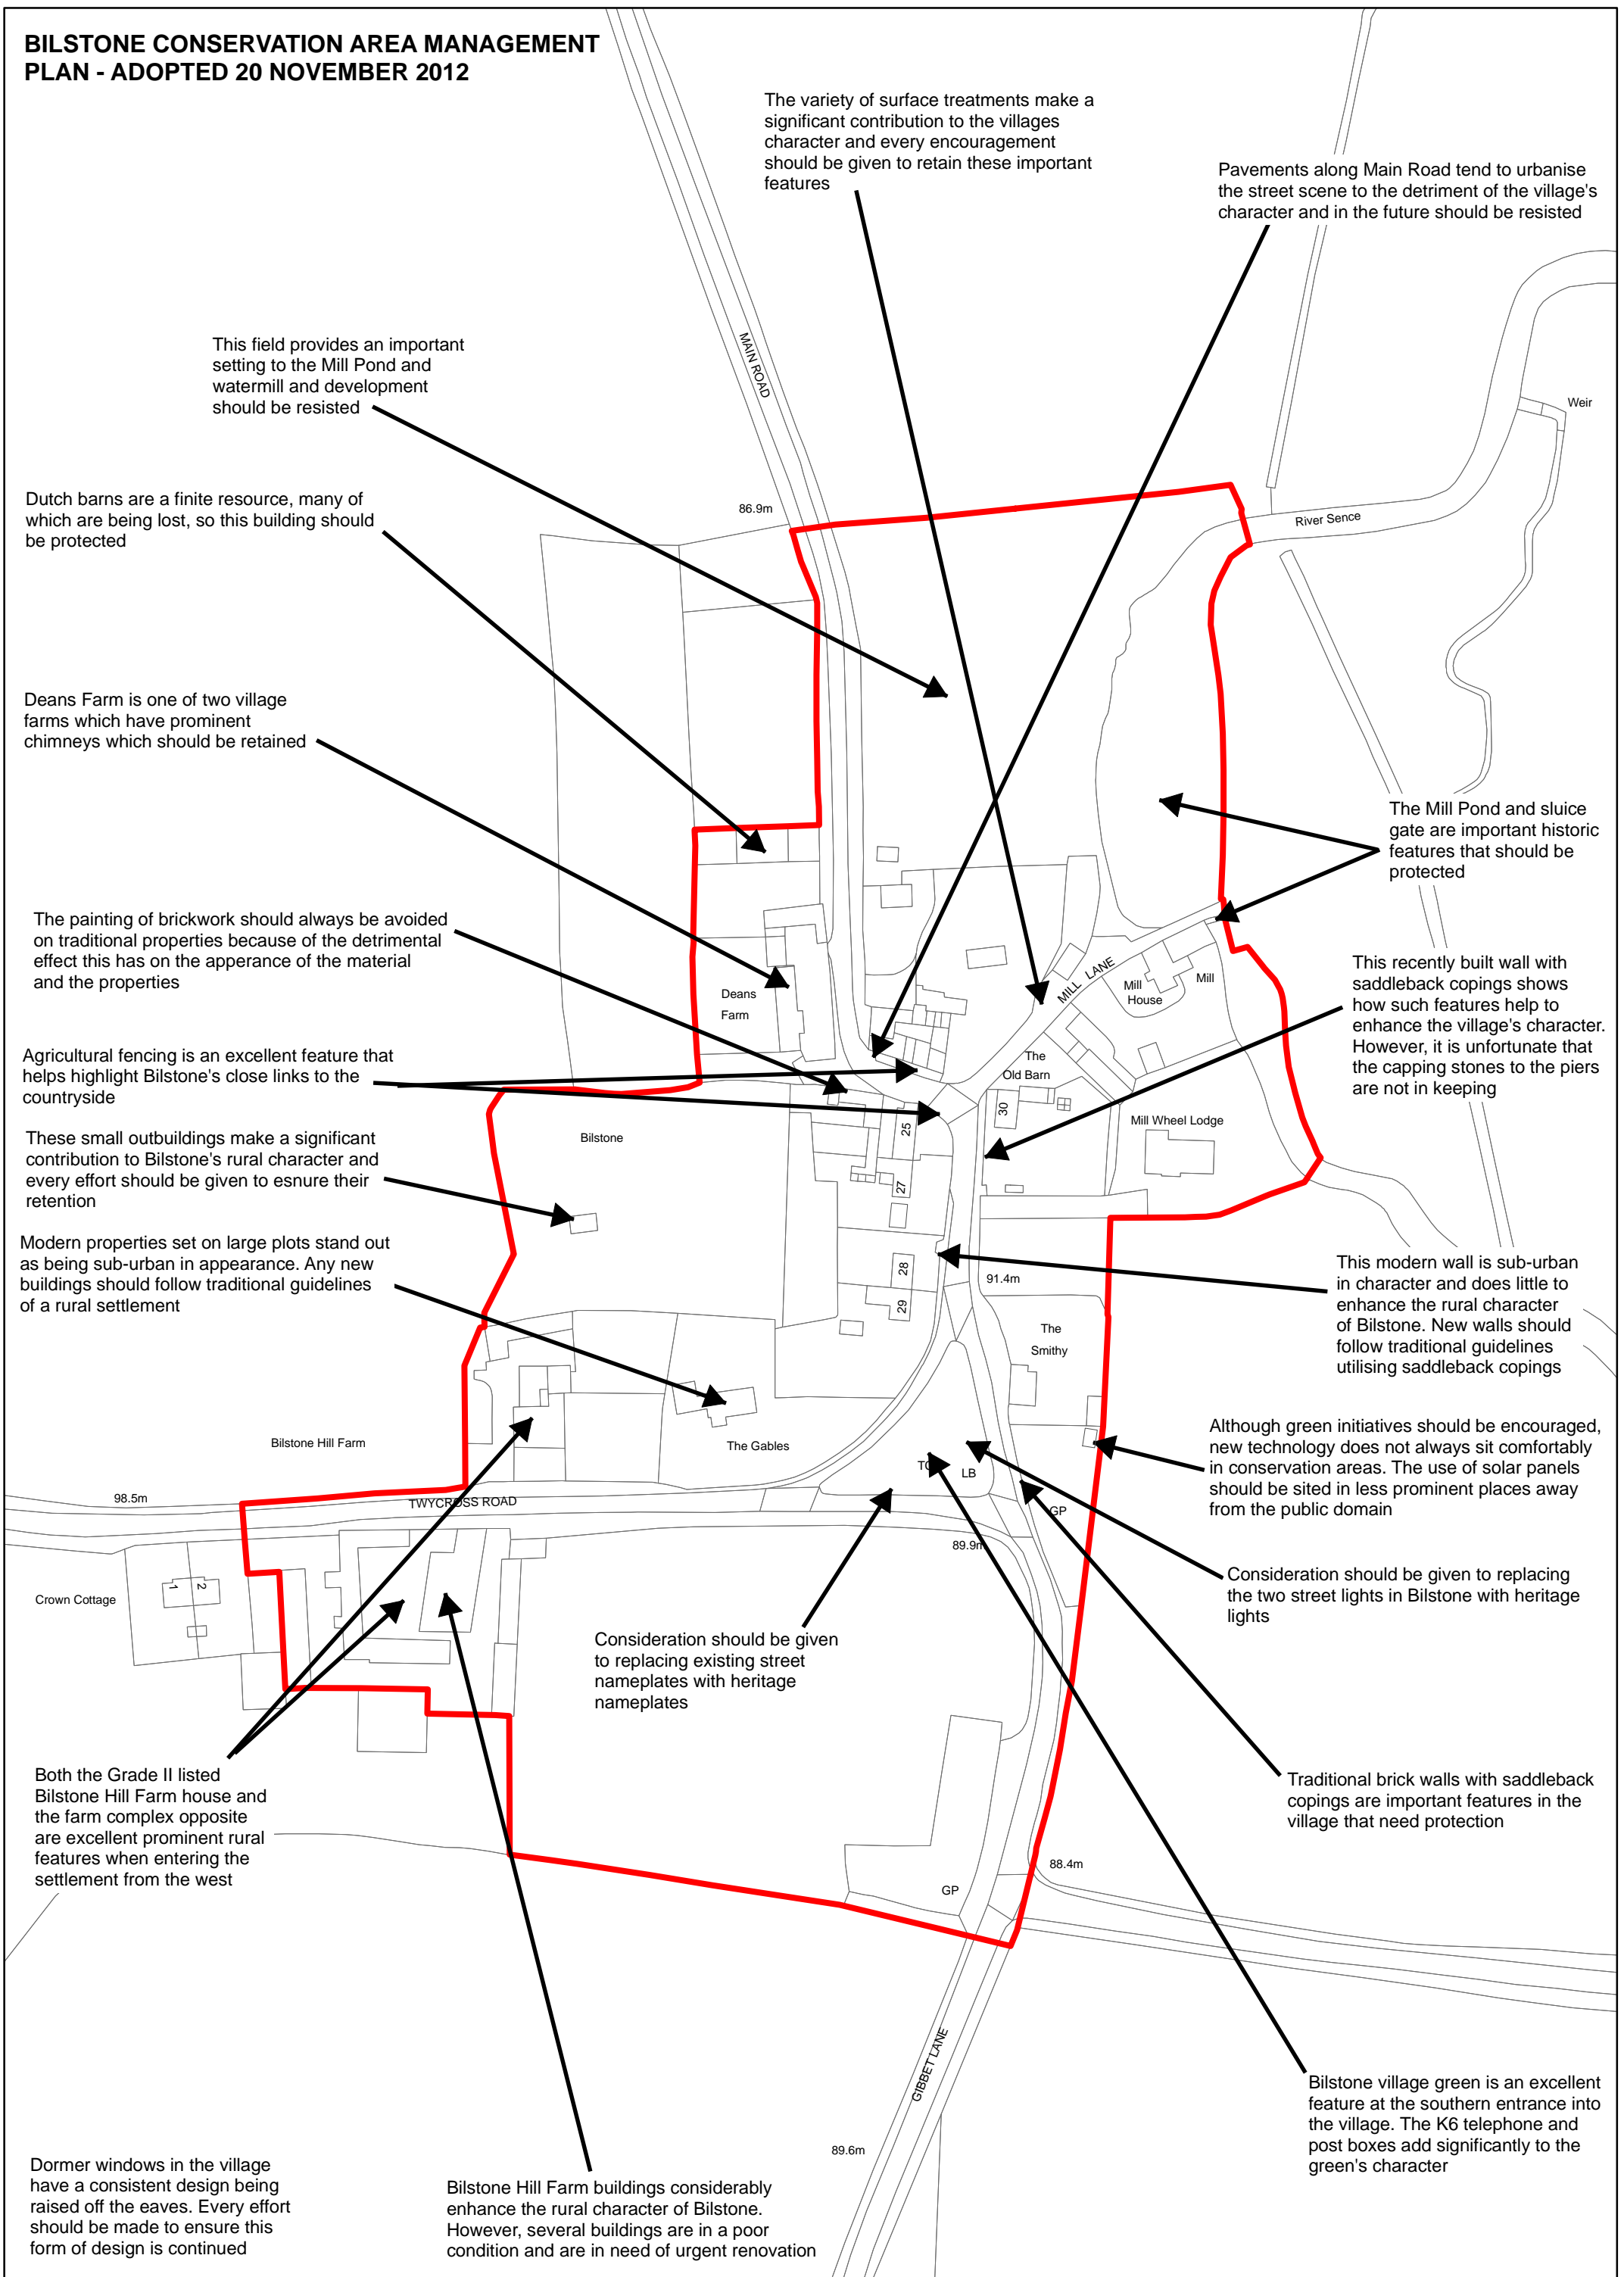 BILSTONE CONSERVATION AREA MANAGEMENT
PLAN - ADOPTED 20 NOVEMBER 2012
The variety of surface treatments make a
significant contribution to the villages
character and every encouragement
should be given to retain these important
features
Pavements along Main Road tend to urbanise
the street scene to the detriment of the village's
character and in the future should be resisted
This field provides an important
setting to the Mill Pond and
watermill and development
should be resisted
MAIN ROAD
Weir
Dutch barns are a finite resource, many of
which are being lost, so this building should
be protected
86.9m
River Sence
Deans Farm is one of two village
farms which have prominent
chimneys which should be retained
The Mill Pond and sluice
gate are important historic
features that should be
protected
The painting of brickwork should always be avoided
on traditional properties because of the detrimental
effect this has on the apperance of the material
and the properties
Deans
Farm
MILL LANE
Mill
House
Mill
This recently built wall with
saddleback copings shows
how such features help to
enhance the village's character.
However, it is unfortunate that
the capping stones to the piers
are not in keeping
Agricultural fencing is an excellent feature that
helps highlight Bilstone's close links to the
countryside
The
Old Barn
30
25
Mill Wheel Lodge
These small outbuildings make a significant
contribution to Bilstone's rural character and
every effort should be given to esnure their
retention
Bilstone
27
Modern properties set on large plots stand out
as being sub-urban in appearance. Any new
buildings should follow traditional guidelines
of a rural settlement
28
29
91.4m
This modern wall is sub-urban
in character and does little to
enhance the rural character
of Bilstone. New walls should
follow traditional guidelines
utilising saddleback copings
The
Smithy
Bilstone Hill Farm
The Gables
Although green initiatives should be encouraged,
new technology does not always sit comfortably
in conservation areas. The use of solar panels
should be sited in less prominent places away
from the public domain
LB
98.5m
TWYCROSS ROAD
GP
89.9m
Crown Cottage
1
2
Consideration should be given to replacing
the two street lights in Bilstone with heritage
lights
Consideration should be given
to replacing existing street
nameplates with heritage
nameplates
Both the Grade II listed
Bilstone Hill Farm house and
the farm complex opposite
are excellent prominent rural
features when entering the
settlement from the west
Traditional brick walls with saddleback
copings are important features in the
village that need protection
88.4m
GP
GIBBET LANE
89.6m
Bilstone village green is an excellent
feature at the southern entrance into
the village. The K6 telephone and
post boxes add significantly to the
green's character
Dormer windows in the village
have a consistent design being
raised off the eaves. Every effort
should be made to ensure this
form of design is continued
Bilstone Hill Farm buildings considerably
enhance the rural character of Bilstone.
However, several buildings are in a poor
condition and are in need of urgent renovation